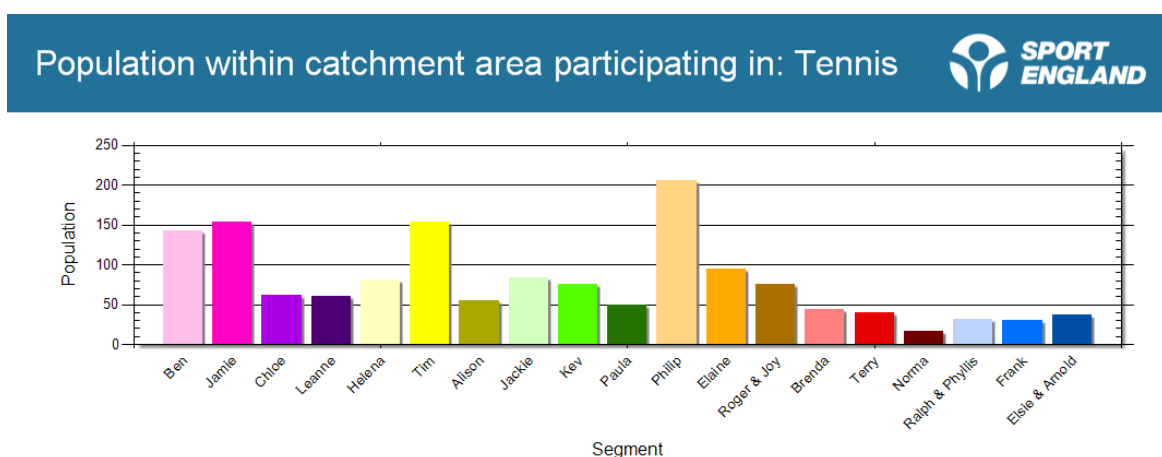 Population within catchment area participating in: Tennis
SPORT
ENGLAND
250
200
150
100
50
0
Population
Ben
Jamie
Chloe
Leanne
Helena
Tim
Alison
Jackie
Kev
Paula
Philip
Elaine
Roger & Joy
Brenda
Terry
Norma
Ralph & Phyllis
Frank
Elsie & Arnold
Segment